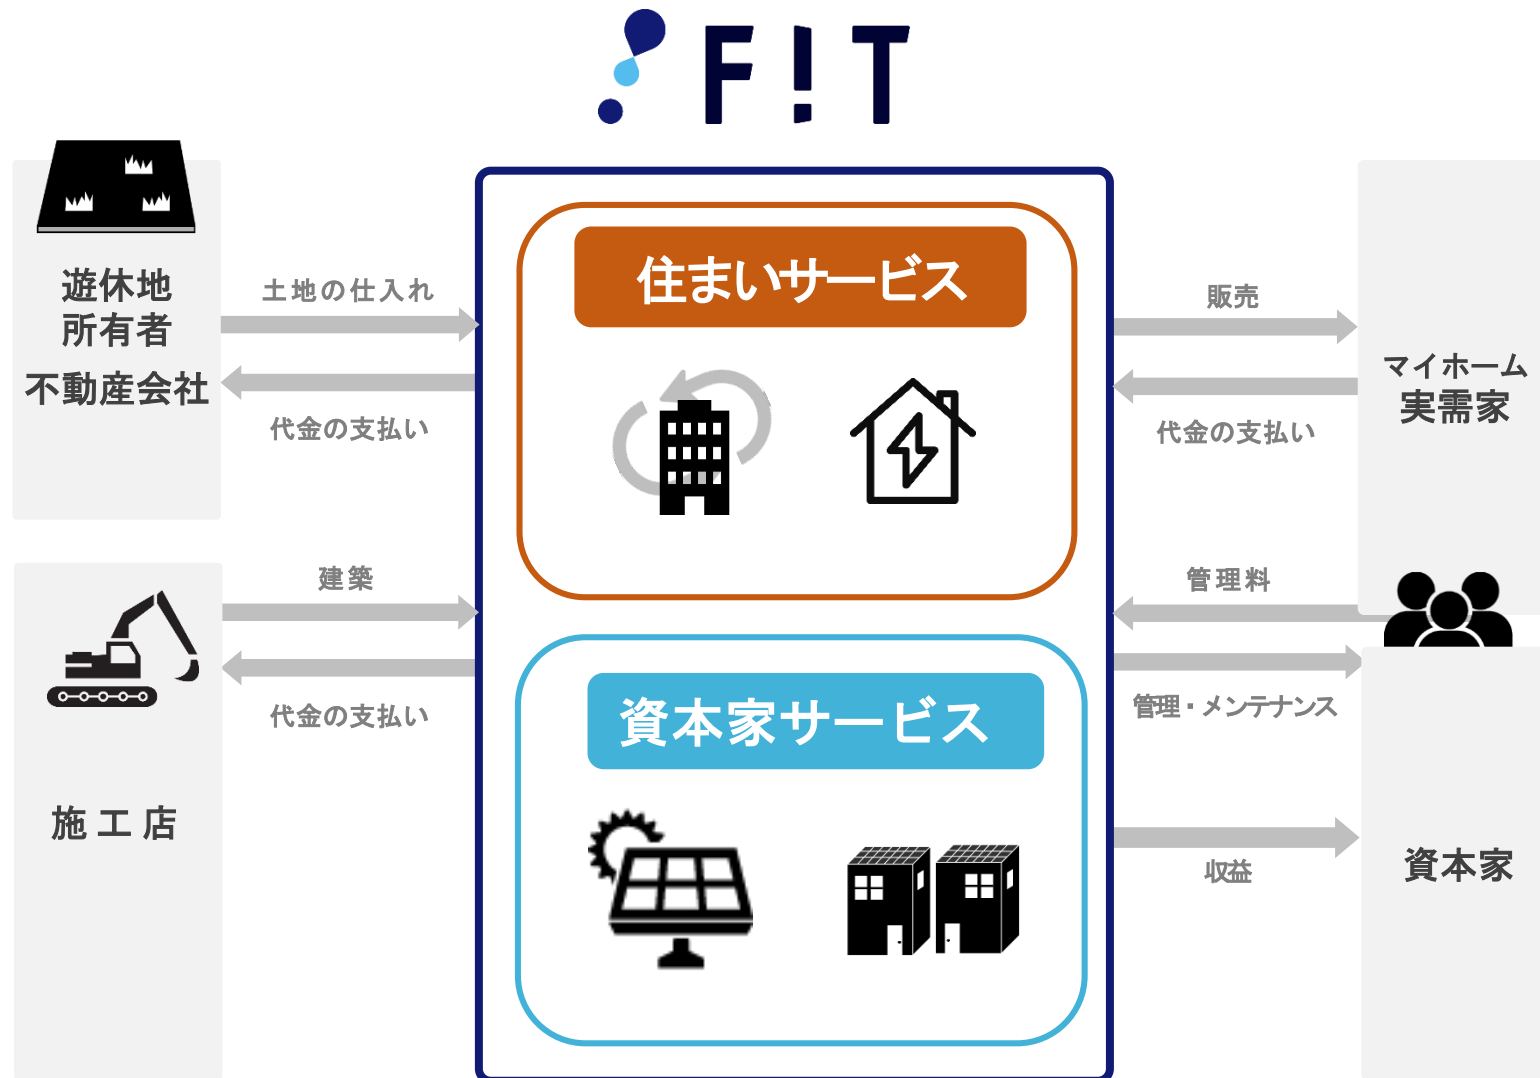 F!T
遊休地
所有者
不動産会社
土地の仕入れ
代金の支払い
施工店
建築
代金の支払い
住まいサービス
資本家サービス
販売
代金の支払い
マイホーム
実需家
管理料
管理・メンテナンス
収益
資本家